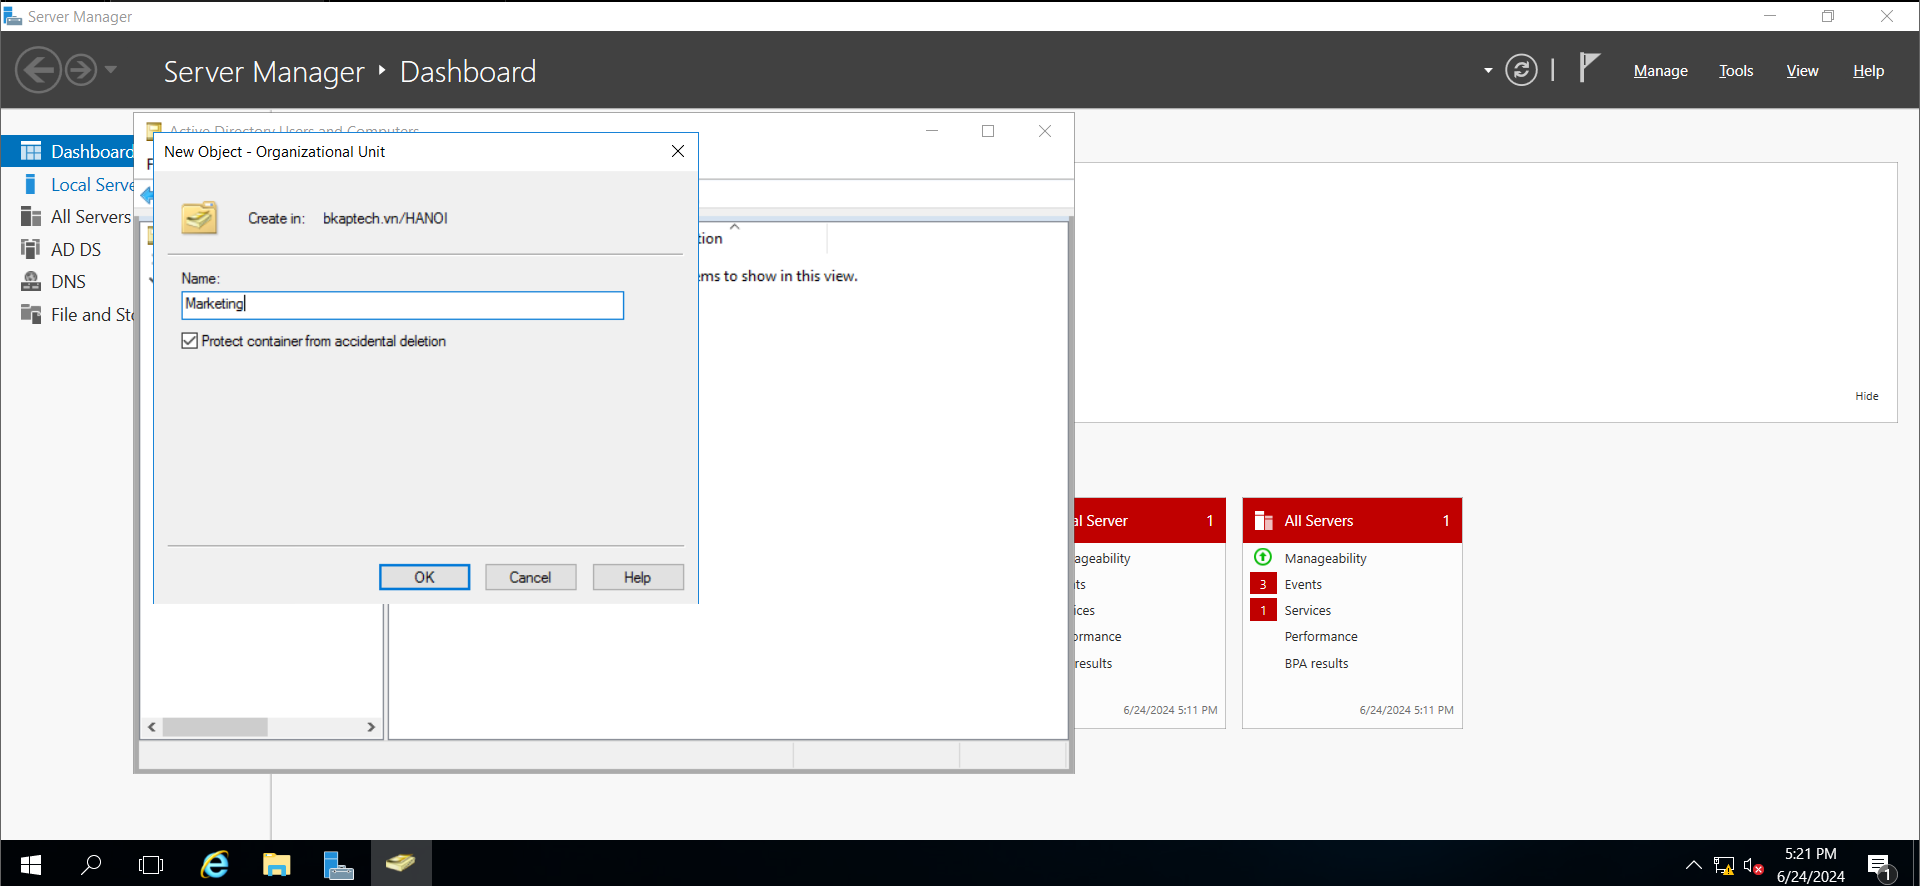 Server Manager
Server Manager ‣ Dashboard
Manage
Tools
View
Help
Active Directory Users and Computers
New Object - Organizational Unit
Dashboard
Local Serve
All Servers
AD DS
DNS
File and Sto
F
Create in: bkaptech.vn/HANOI
Name:
Marketing
Protect container from accidental deletion
OK
Cancel
Help
tion
ems to show in this view.
Hide
al Server 1
ageability
ts
ices
ormance
results
6/24/2024 5:11 PM
All Servers 1
Manageability
3 Events
1 Services
Performance
BPA results
6/24/2024 5:11 PM
5:21 PM
6/24/2024
1